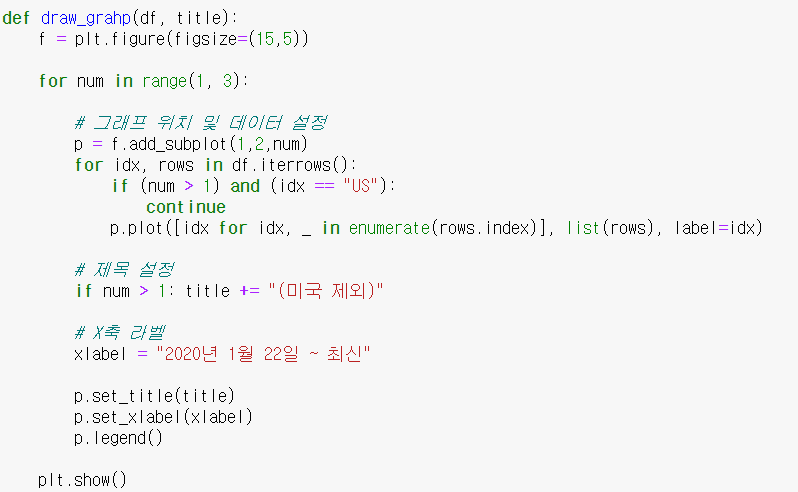 def draw_grahp(df, title):
    f = plt.figure(figsize=(15,5))

    for num in range(1, 3):

        # 그래프 위치 및 데이터 설정
        p = f.add_subplot(1,2,num)
        for idx, rows in df.iterrows():
            if (num > 1) and (idx == "US"):
                continue
            p.plot([idx for idx, _ in enumerate(rows.index)], list(rows), label=idx)

        # 제목 설정
        if num > 1: title += "(미국 제외)"

        # X축 라벨
        xlabel = "2020년 1월 22일 ~ 최신"

        p.set_title(title)
        p.set_xlabel(xlabel)
        p.legend()

    plt.show()